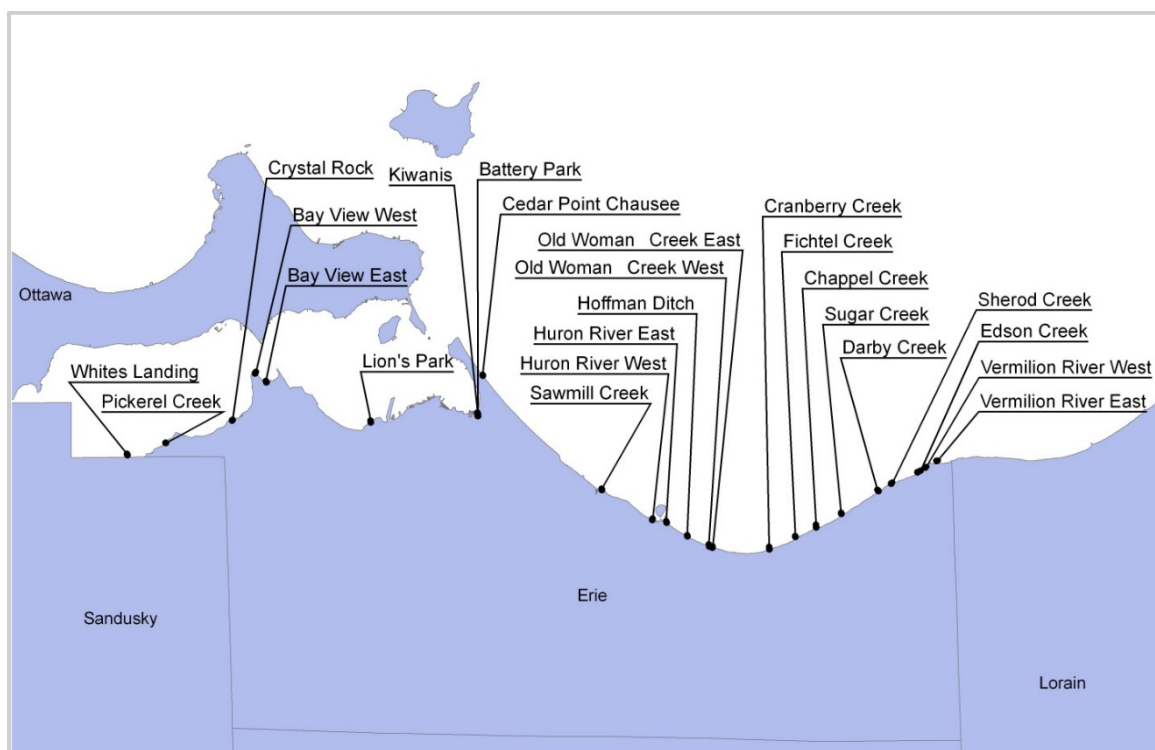 Crystal Rock
Kiwanis
Battery Park
Bay View West
Cedar Point Chausee
Cranberry Creek
Old Woman Creek East
Fichtel Creek
Bay View East
Old Woman Creek West
Chappel Creek
Ottawa
Hoffman Ditch
Sherod Creek
Sugar Creek
Huron River East
Edson Creek
Darby Creek
Lion's Park
Whites Landing
Huron River West
Vermilion River West
Pickerel Creek
Sawmill Creek
Vermilion River East
Erie
Sandusky
Lorain